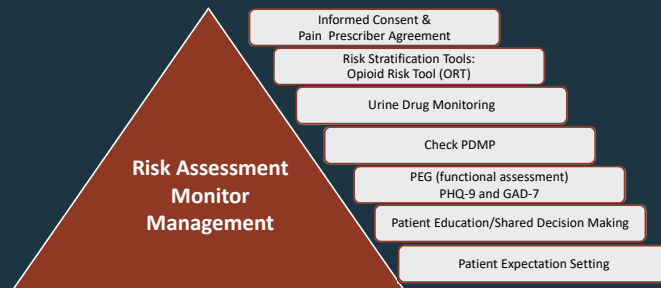 Informed Consent &
Pain Prescriber Agreement
Risk Stratification Tools:
Opioid Risk Tool (ORT)
Urine Drug Monitoring
Check PDMP
PEG (functional assessment)
PHQ-9 and GAD-7
Patient Education/Shared Decision Making
Patient Expectation Setting
Risk Assessment
Monitor
Management